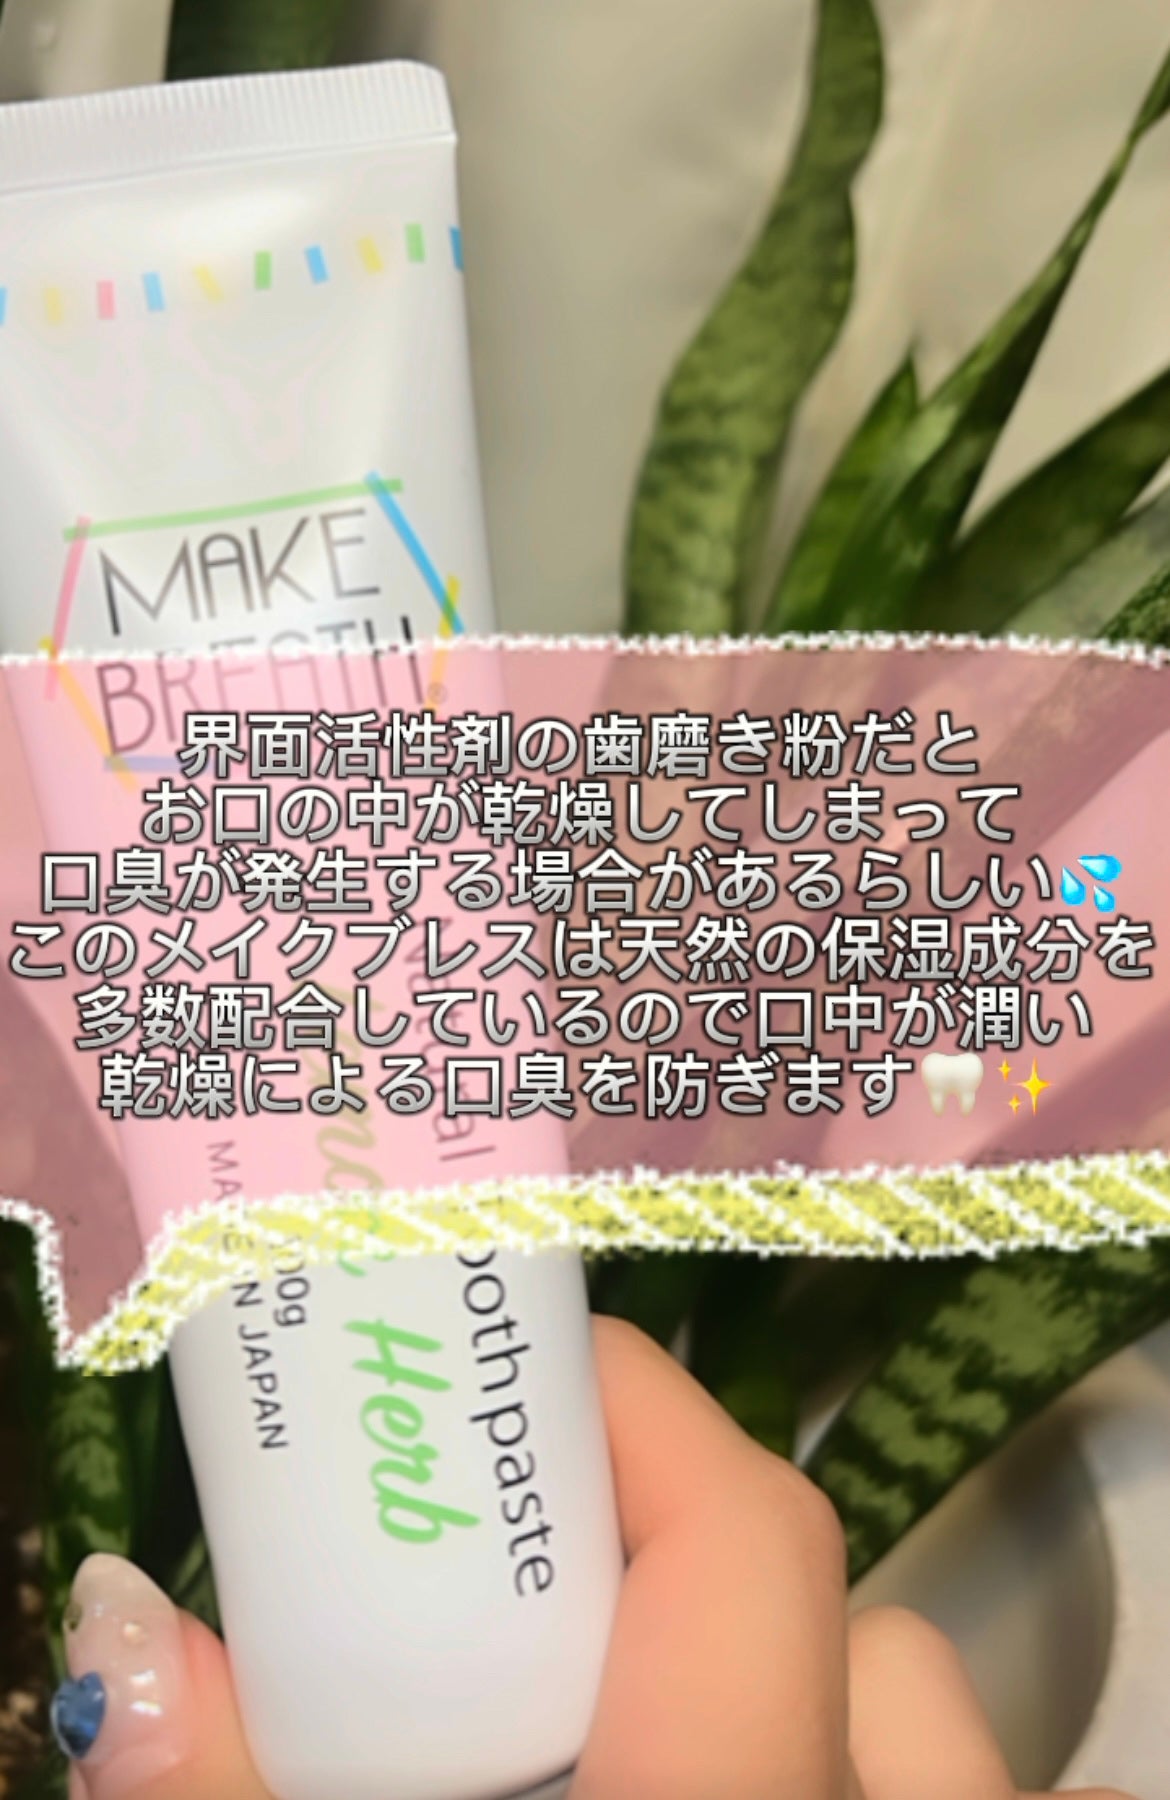 MAKE
BREATH®
界面活性剤の歯磨き粉だと
お口の中が乾燥してしまって
口臭が発生する場合があるらしい💦
このメイクブレスは天然の保湿成分を
多数配合しているので口中が潤い
乾燥による口臭を防ぎます🦷✨
Natural
Herb
100g
MADE IN JAPAN